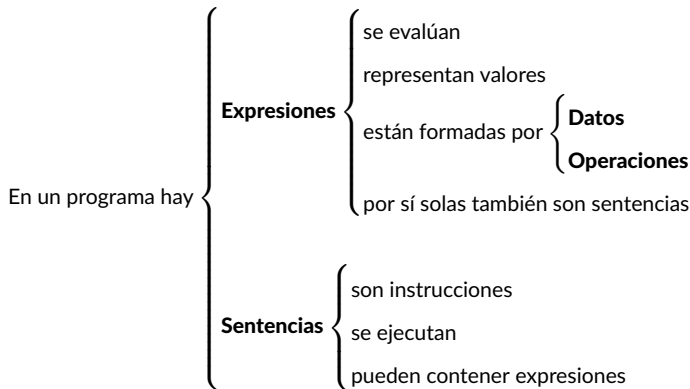 En un programa hay
Expresiones
se evalúan
representan valores
están formadas por
Datos
Operaciones
por sí solas también son sentencias
Sentencias
son instrucciones
se ejecutan
pueden contener expresiones